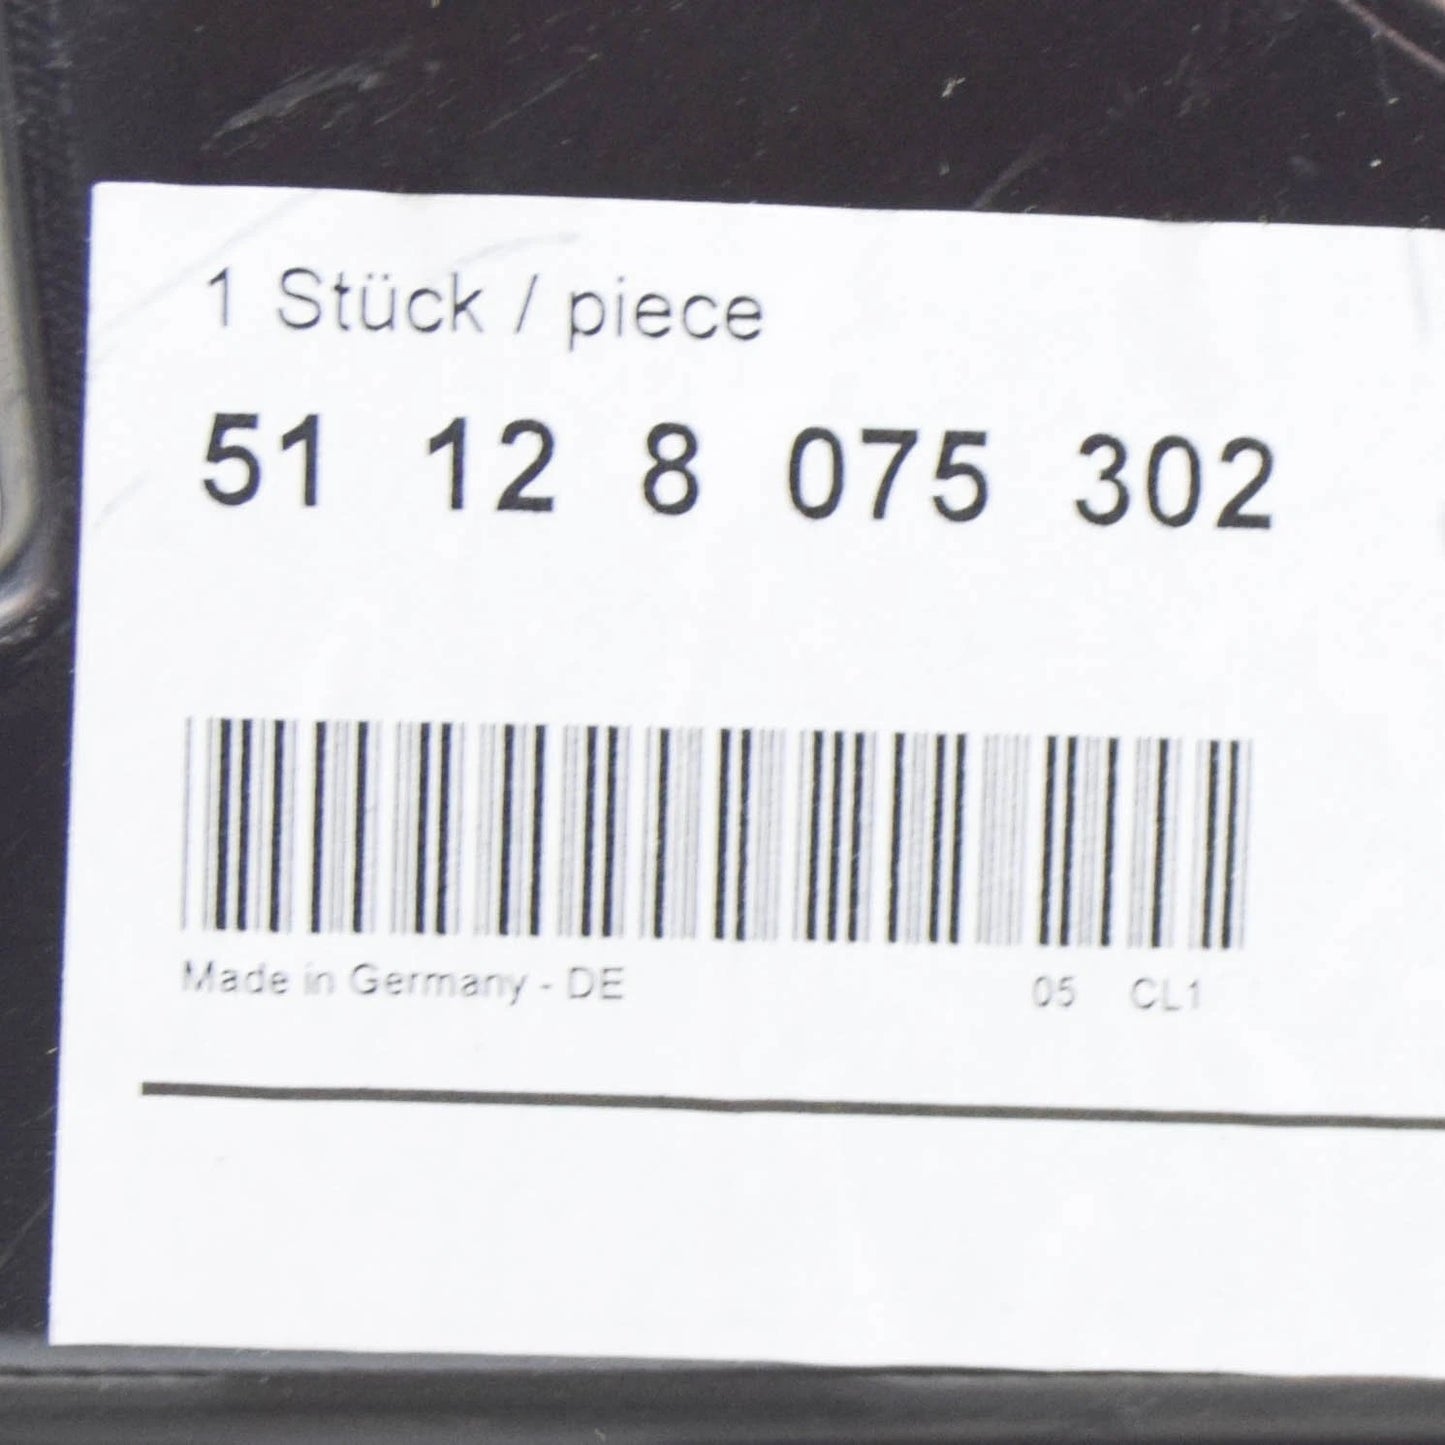 1 Stück / piece
51 12 8 075 302
Made in Germany - DE 05 CL1